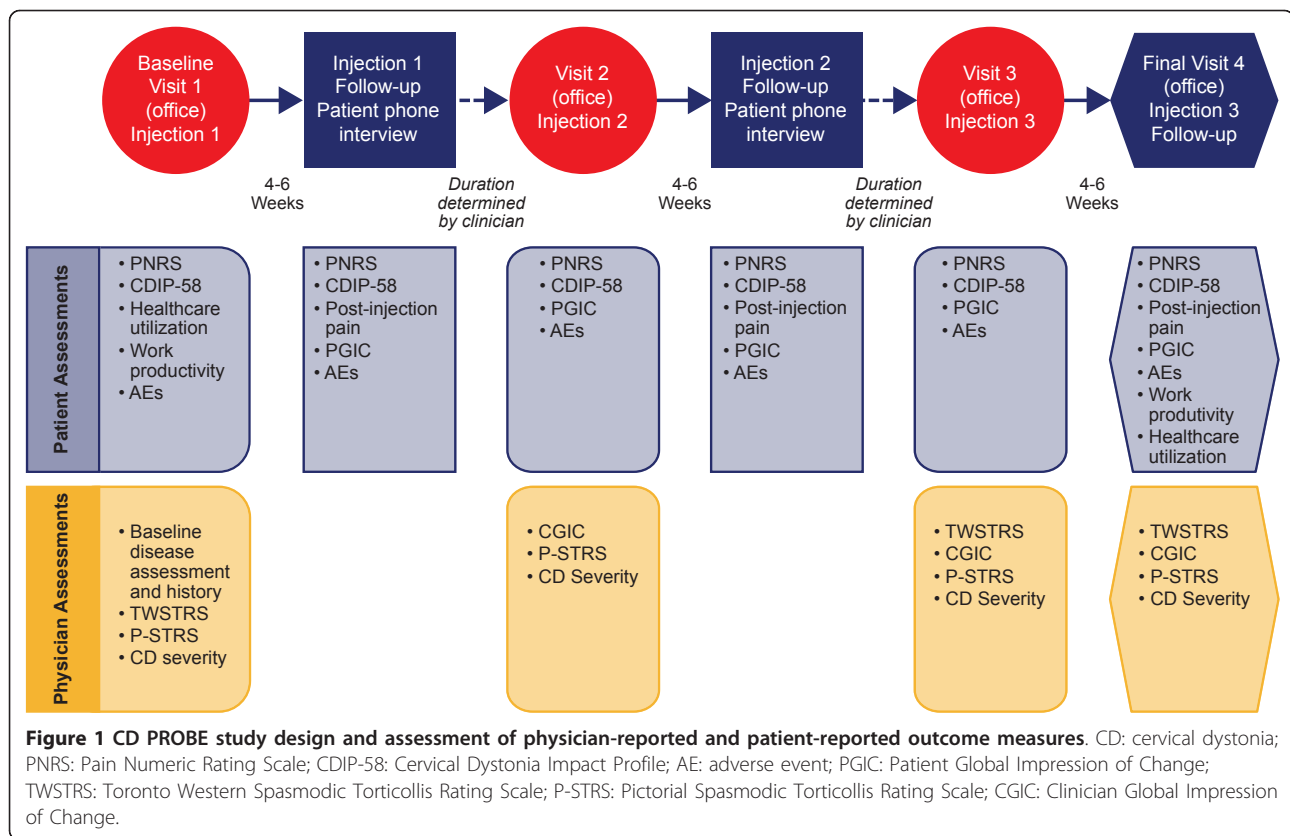 Baseline
Visit 1
(office)
Injection 1
Injection 1
Follow-up
Patient phone
interview
Visit 2
(office)
Injection 2
Injection 2
Follow-up
Patient phone
interview
Visit 3
(office)
Injection 3
Final Visit 4
(office)
Injection 3
Follow-up
4-6
Weeks
Duration
determined
by clinician
4-6
Weeks
Duration
determined
by clinician
4-6
Weeks
Patient Assessments
• PNRS
• CDIP-58
• Healthcare
utilization
• Work
productivity
• AEs
• PNRS
• CDIP-58
• Post-injection
pain
• PGIC
• AEs
• PNRS
• CDIP-58
• PGIC
• AEs
• PNRS
• CDIP-58
• Post-injection
pain
• PGIC
• AEs
• PNRS
• CDIP-58
• PGIC
• AEs
• PNRS
• CDIP-58
• Post-injection
pain
• PGIC
• AEs
• Work
produtivity
• Healthcare
utilization
Physician Assessments
• Baseline
disease
assessment
and history
• TWSTRS
• P-STRS
• CD severity
• CGIC
• P-STRS
• CD Severity
• TWSTRS
• CGIC
• P-STRS
• CD Severity
• TWSTRS
• CGIC
• P-STRS
• CD Severity
Figure 1 CD PROBE study design and assessment of physician-reported and patient-reported outcome measures. CD: cervical dystonia;
PNRS: Pain Numeric Rating Scale; CDIP-58: Cervical Dystonia Impact Profile; AE: adverse event; PGIC: Patient Global Impression of Change;
TWSTRS: Toronto Western Spasmodic Torticollis Rating Scale; P-STRS: Pictorial Spasmodic Torticollis Rating Scale; CGIC: Clinician Global Impression
of Change.